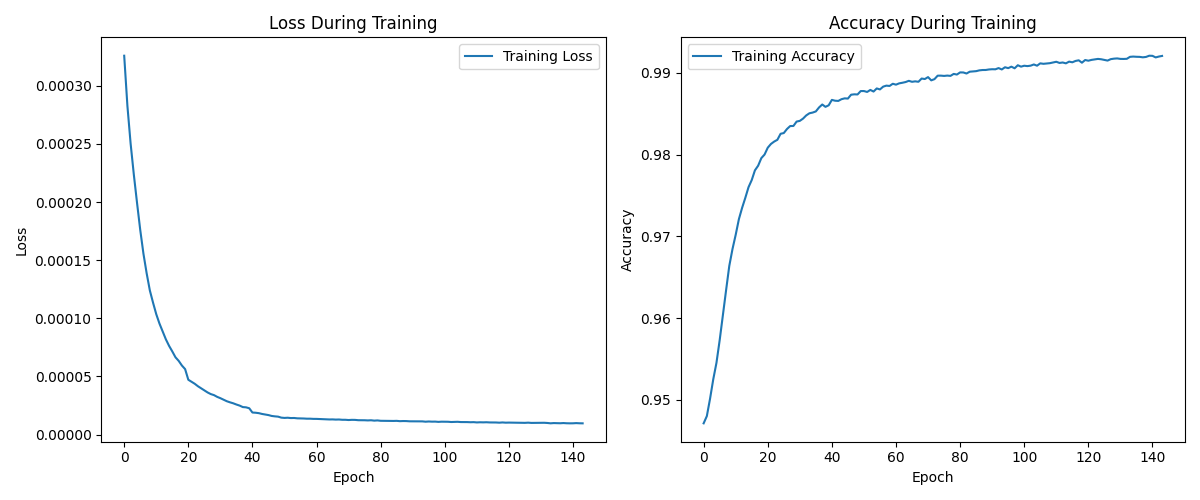 Loss During Training
Training Loss
0.00030
0.00025
0.00020
0.00015
0.00010
0.00005
0.00000
Loss
0 20 40 60 80 100 120 140
Epoch
Accuracy During Training
Training Accuracy
0.99
0.98
0.97
0.96
0.95
Accuracy
0 20 40 60 80 100 120 140
Epoch